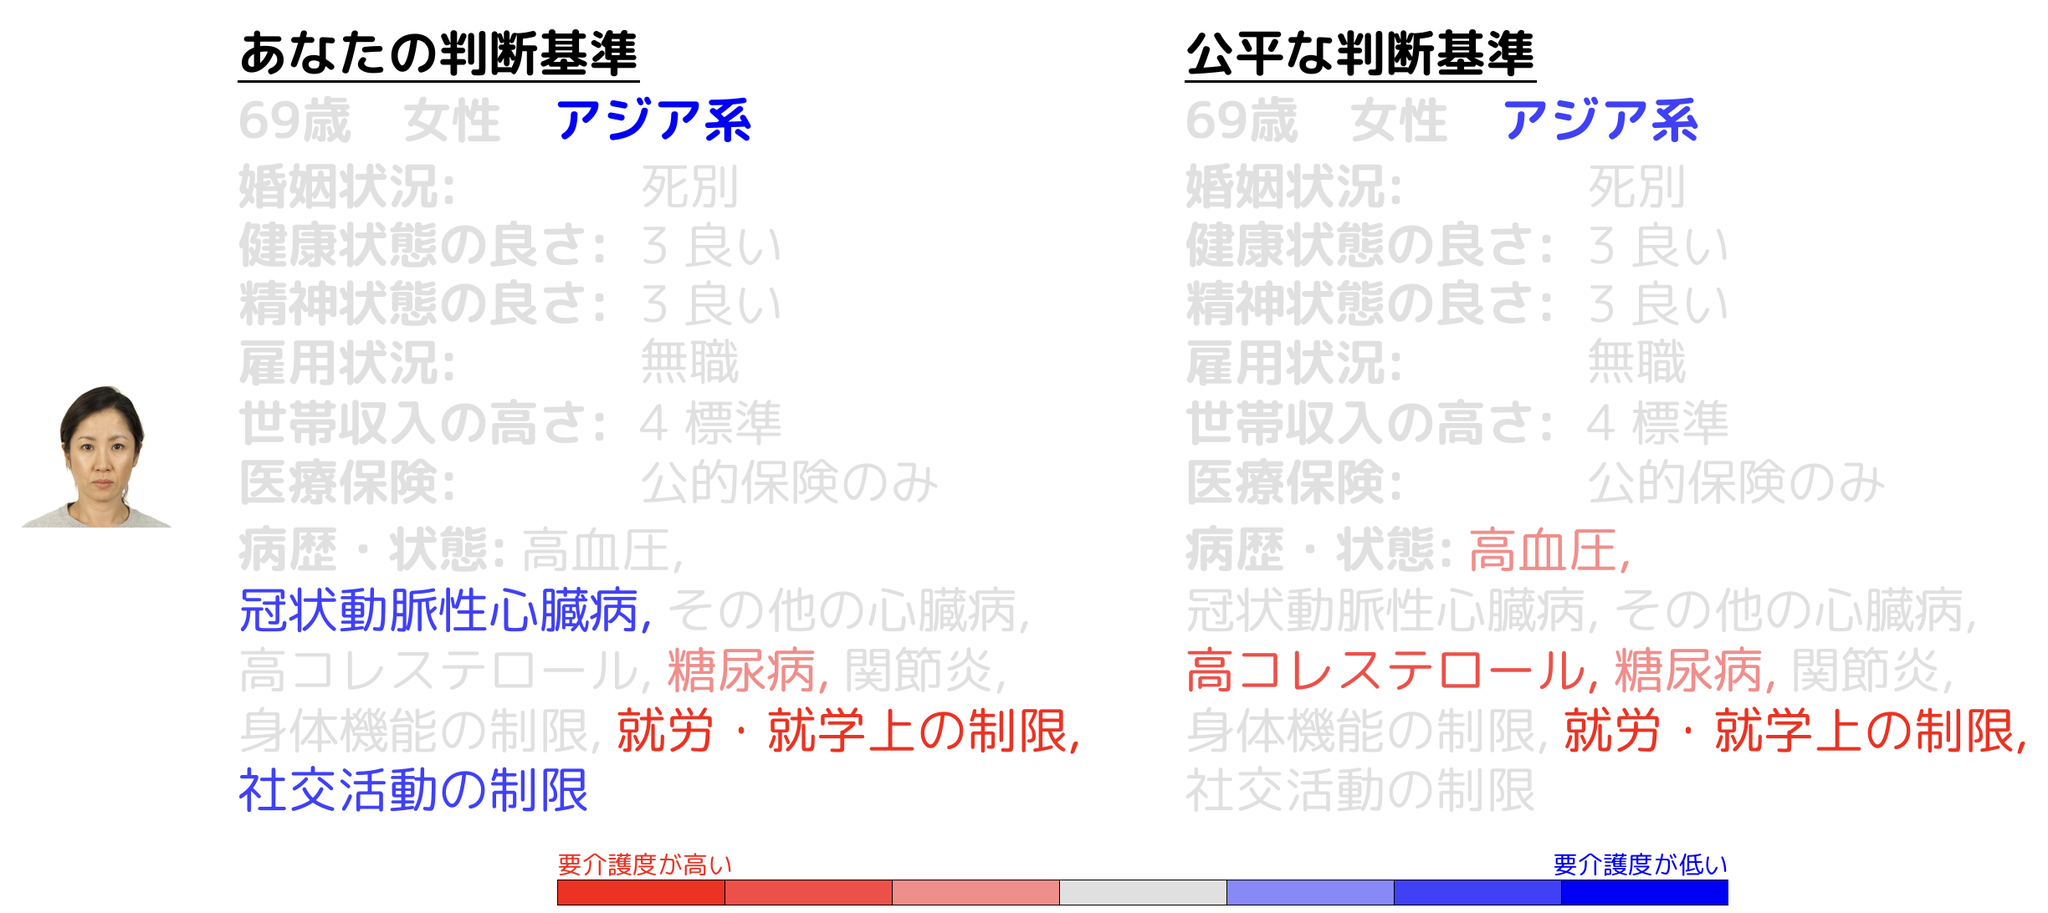 あなたの判断基準
69歳 女性 アジア系
婚姻状況: 死別
健康状態の良さ: 3 良い
精神状態の良さ: 3 良い
雇用状況: 無職
世帯収入の高さ: 4 標準
医療保険: 公的保険のみ
病歴・状態: 高血圧,
冠状動脈性心臓病, その他の心臓病,
高コレステロール, 糖尿病, 関節炎,
身体機能の制限, 就労・就学上の制限,
社交活動の制限
公平な判断基準
69歳 女性 アジア系
婚姻状況: 死別
健康状態の良さ: 3 良い
精神状態の良さ: 3 良い
雇用状況: 無職
世帯収入の高さ: 4 標準
医療保険: 公的保険のみ
病歴・状態: 高血圧,
冠状動脈性心臓病, その他の心臓病,
高コレステロール, 糖尿病, 関節炎,
身体機能の制限, 就労・就学上の制限,
社交活動の制限
要介護度が高い
要介護度が低い